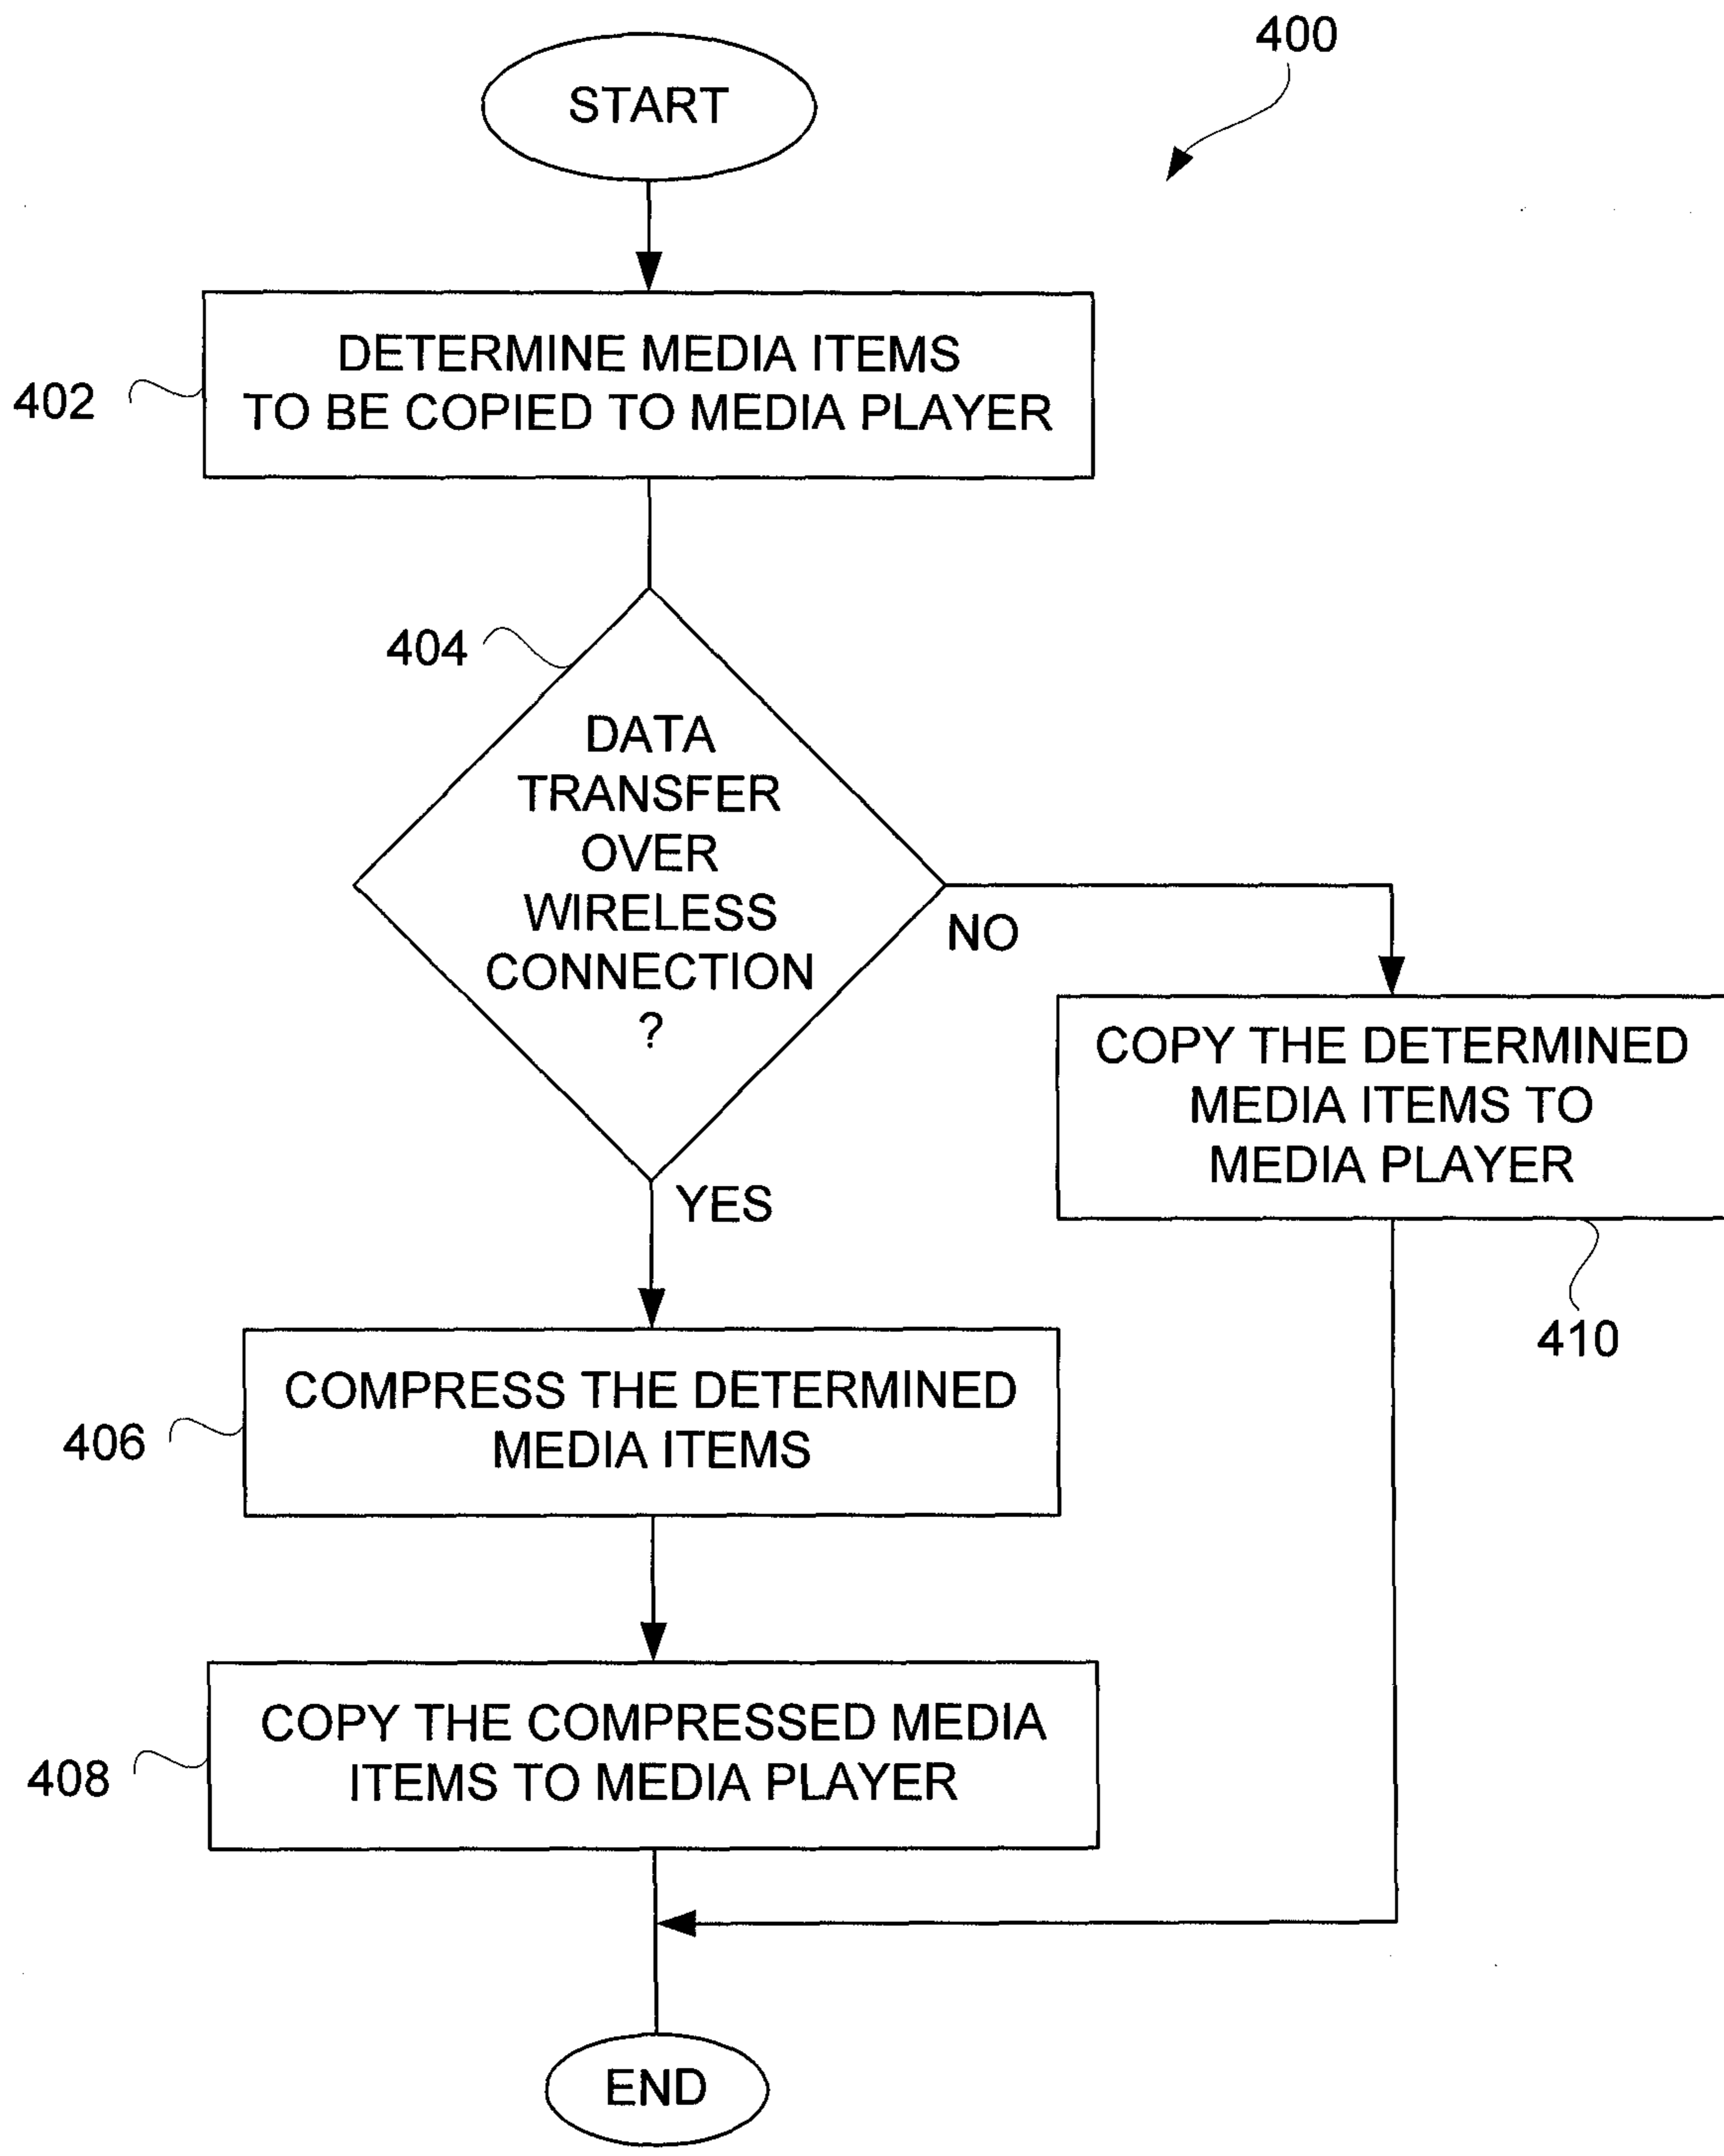 400
START
402
DETERMINE MEDIA ITEMS
TO BE COPIED TO MEDIA PLAYER
404
DATA
TRANSFER
OVER
WIRELESS
CONNECTION
?
NO
YES
COPY THE DETERMINED
MEDIA ITEMS TO
MEDIA PLAYER
410
406
COMPRESS THE DETERMINED
MEDIA ITEMS
408
COPY THE COMPRESSED MEDIA
ITEMS TO MEDIA PLAYER
END